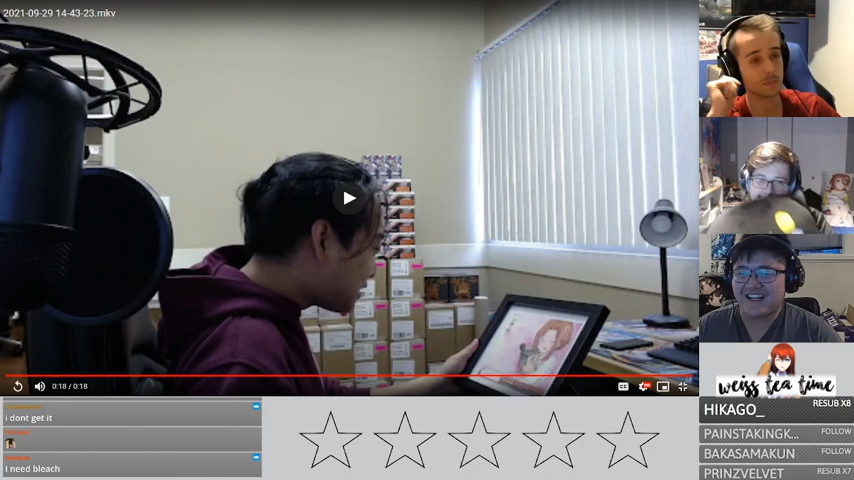 2021-09-29 14-43-23.mkv
0:18 / 0:18
CC
i dont get it
I need bleach
weiss tea time
HIKAGO_ RESUB X8
PAINSTAKINGK... FOLLOW
BAKASAMAKUN FOLLOW
PRINZVELVET RESUB X7